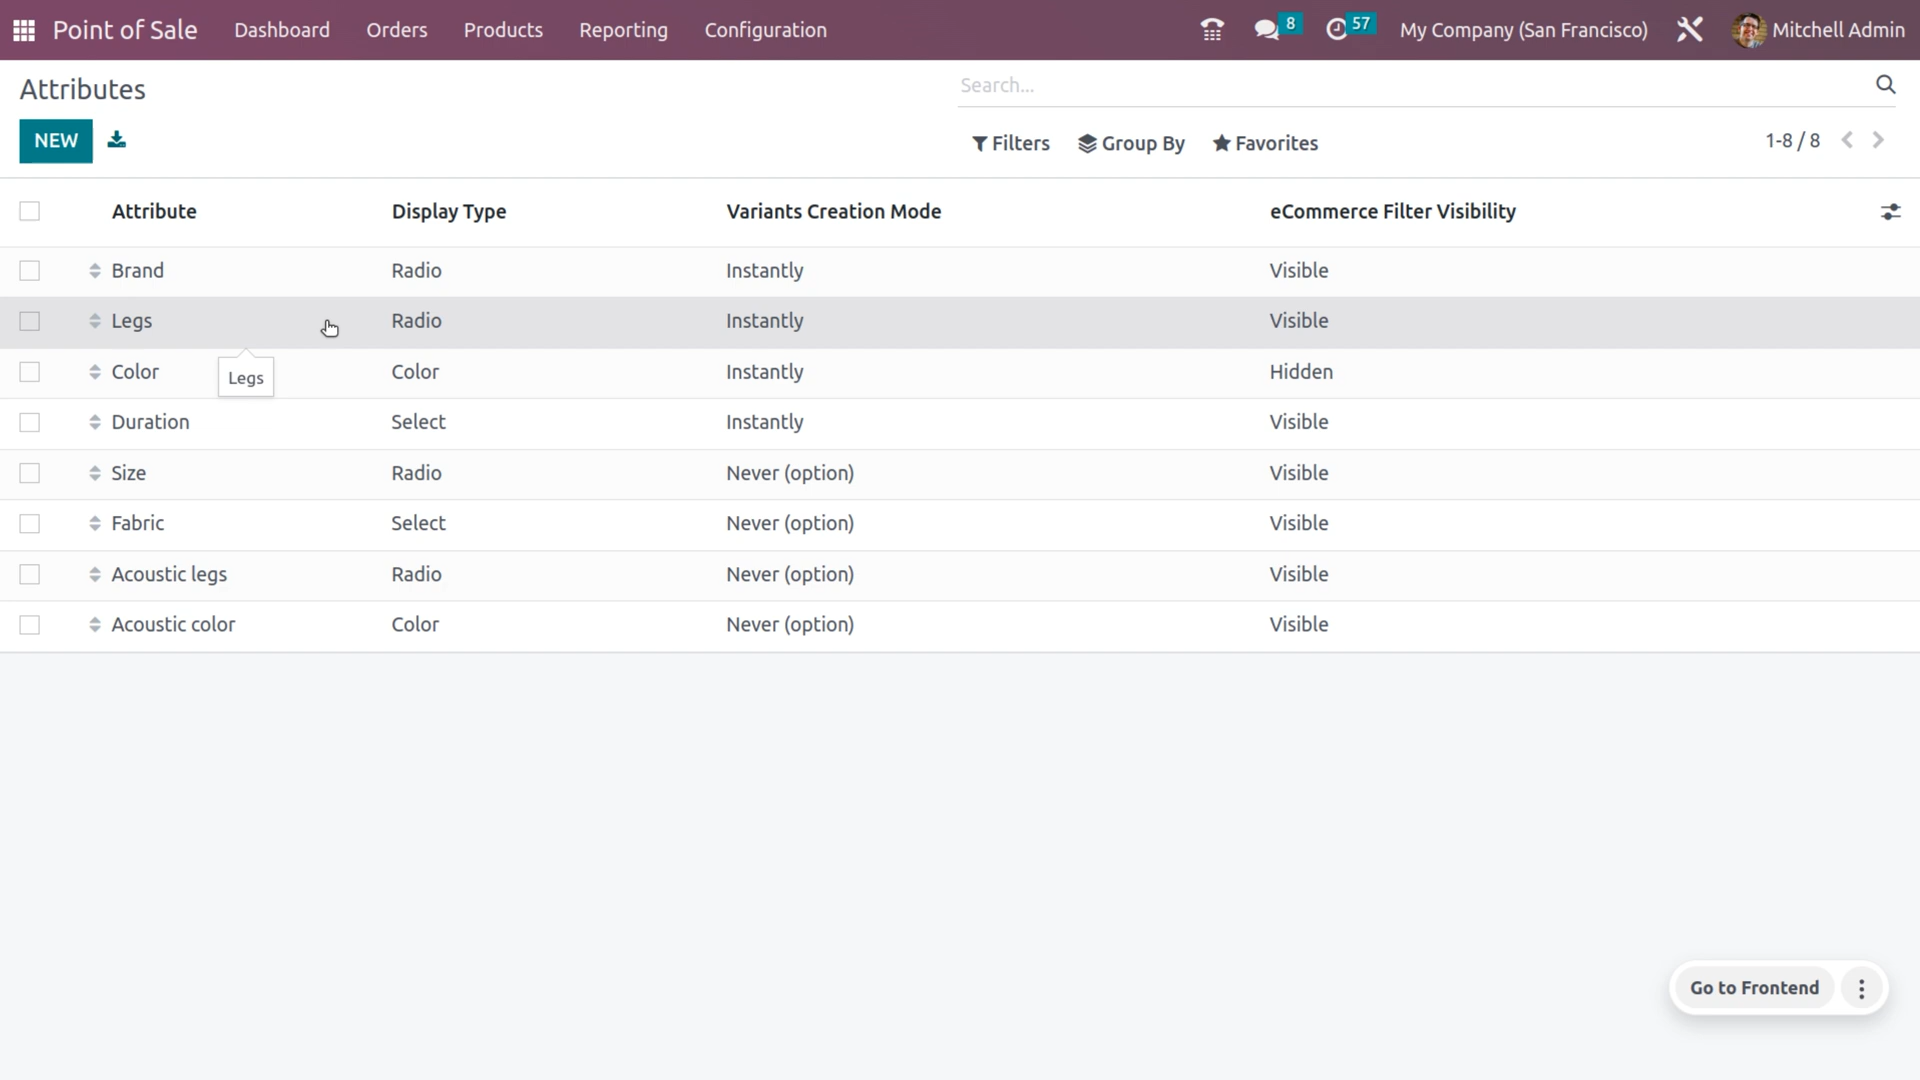 Point of Sale Dashboard Orders Products Reporting Configuration 8 57 My Company (San Francisco) Mitchell Admin
Attributes Search...
NEW Filters Group By Favorites 1-8 / 8
Attribute Display Type Variants Creation Mode eCommerce Filter Visibility
Brand Radio Instantly Visible
Legs Radio Instantly Visible
Color Color Instantly Hidden
Legs
Duration Select Instantly Visible
Size Radio Never (option) Visible
Fabric Select Never (option) Visible
Acoustic legs Radio Never (option) Visible
Acoustic color Color Never (option) Visible
Go to Frontend